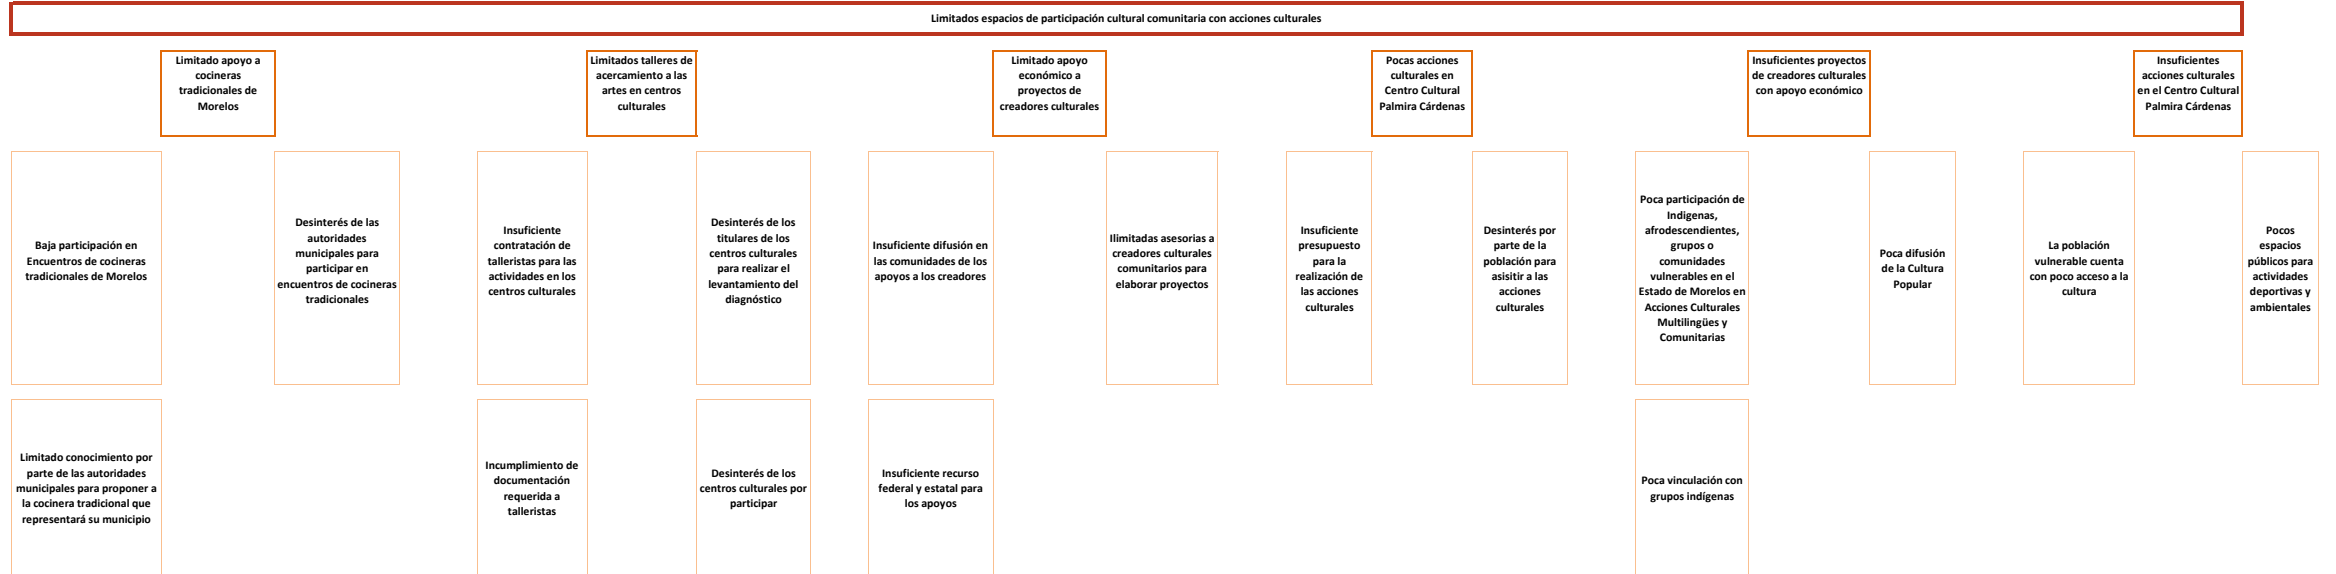 Limitados espacios de participación cultural comunitaria con acciones culturales
Limitado apoyo a
cocineras
tradicionales de
Morelos
Limitados talleres de
acercamiento a las
artes en centros
culturales
Limitado apoyo
económico a
proyectos de
creadores culturales
Pocas acciones
culturales en
Centro Cultural
Palmira Cárdenas
Insuficientes proyectos
de creadores culturales
con apoyo económico
Insuficientes
acciones culturales
en el Centro Cultural
Palmira Cárdenas
Baja participación en
Encuentros de cocineras
tradicionales de Morelos
Desinterés de las
autoridades
municipales para
participar en
encuentros de cocineras
tradicionales
Insuficiente
contratación de
talleristas para las
actividades en los
centros culturales
Desinterés de los
titulares de los
centros culturales
para realizar el
levantamiento del
diagnóstico
Insuficiente difusión en
las comunidades de los
apoyos a los creadores
Ilimitadas asesorias a
creadores culturales
comunitarios para
elaborar proyectos
Insuficiente
presupuesto
para la
realización de
las acciones
culturales
Desinterés por
parte de la
población para
asisitir a las
acciones
culturales
Poca participación de
Indigenas,
afrodescendientes,
grupos o
comunidades
vulnerables en el
Estado de Morelos en
Acciones Culturales
Multilingües y
Comunitarias
Poca difusión
de la Cultura
Popular
La población
vulnerable cuenta
con poco acceso a la
cultura
Pocos
espacios
públicos para
actividades
deportivas y
ambientales
Limitado conocimiento por
parte de las autoridades
municipales para proponer a
la cocinera tradicional que
representará su municipio
Incumplimiento de
documentación
requerida a
talleristas
Desinterés de los
centros culturales por
participar
Insuficiente recurso
federal y estatal para
los apoyos
Poca vinculación con
grupos indígenas